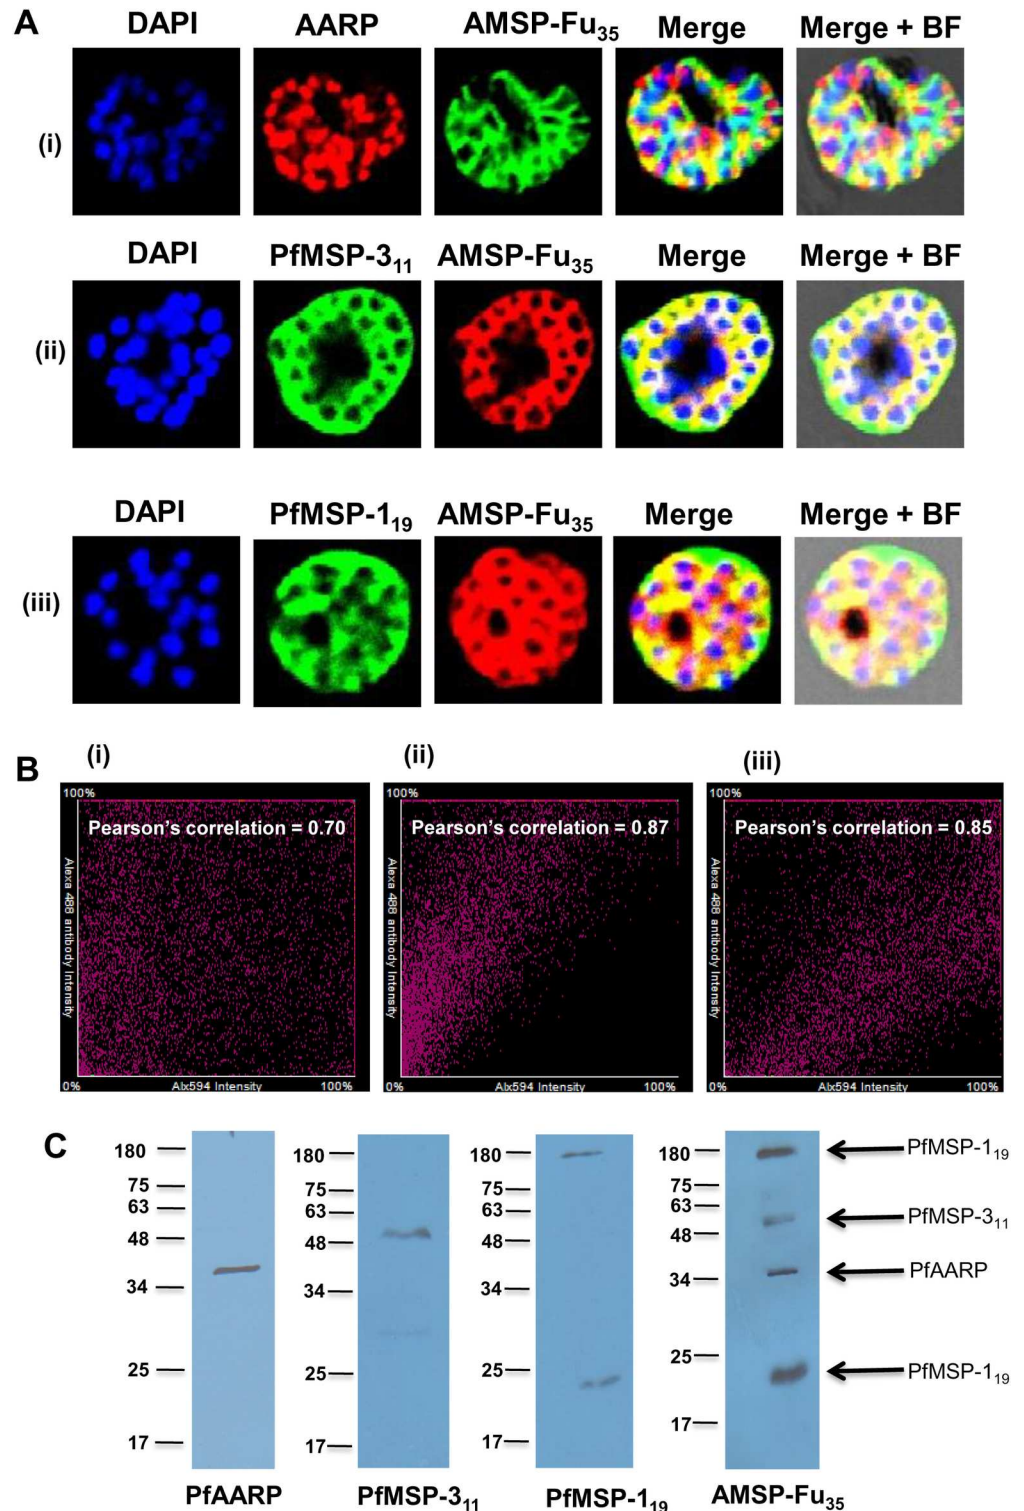 A
DAPI AARP AMSP-Fu₃₅ Merge Merge + BF
(i)
DAPI PfMSP-3₁₁ AMSP-Fu₃₅ Merge Merge + BF
(ii)
DAPI PfMSP-1₁₉ AMSP-Fu₃₅ Merge Merge + BF
(iii)
B
(i) (ii) (iii)
100%
Pearson's correlation = 0.70
Alexa 488 antibody Intensity
0% Alx594 Intensity 100%
100%
Pearson's correlation = 0.87
Alexa 488 antibody Intensity
0% Alx594 Intensity 100%
100%
Pearson's correlation = 0.85
Alexa 488 antibody Intensity
0% Alx594 Intensity 100%
C
180
75
63
48
34
25
17
PfAARP
180
75
63
48
34
25
17
PfMSP-3₁₁
180
75
63
48
34
25
17
PfMSP-1₁₉
180
75
63
48
34
25
17
AMSP-Fu₃₅
PfMSP-1₁₉
PfMSP-3₁₁
PfAARP
PfMSP-1₁₉